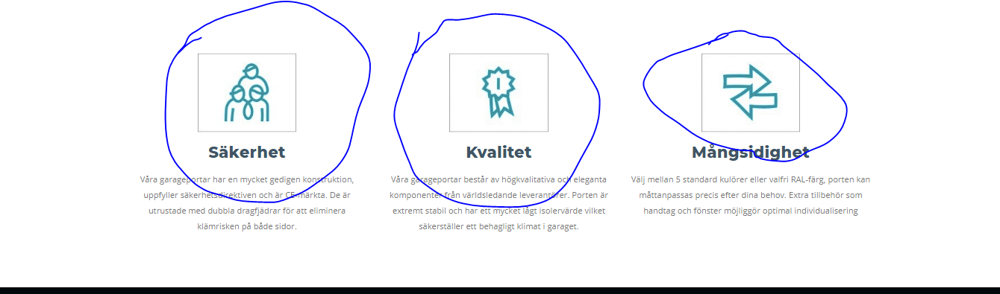 Säkerhet
Våra garageportar har en mycket gedigen konstruktion,
uppfyller säkerhetsdirektiven och är CE-märkta. De är
utrustade med dubbla dragfjädrar för att eliminera
klämrisken på både sidor.
Kvalitet
Våra garageportar består av högkvalitativa och eleganta
komponenter från världsledande leverantörer. Porten är
extremt stabil och har ett mycket lågt isolervärde vilket
säkerställer ett behagligt klimat i garaget.
Mångsidighet
Välj mellan 5 standard kulörer eller valfri RAL-färg, porten kan
måttanpassas precis efter dina behov. Extra tillbehör som
handtag och fönster möjliggör optimal individualisering